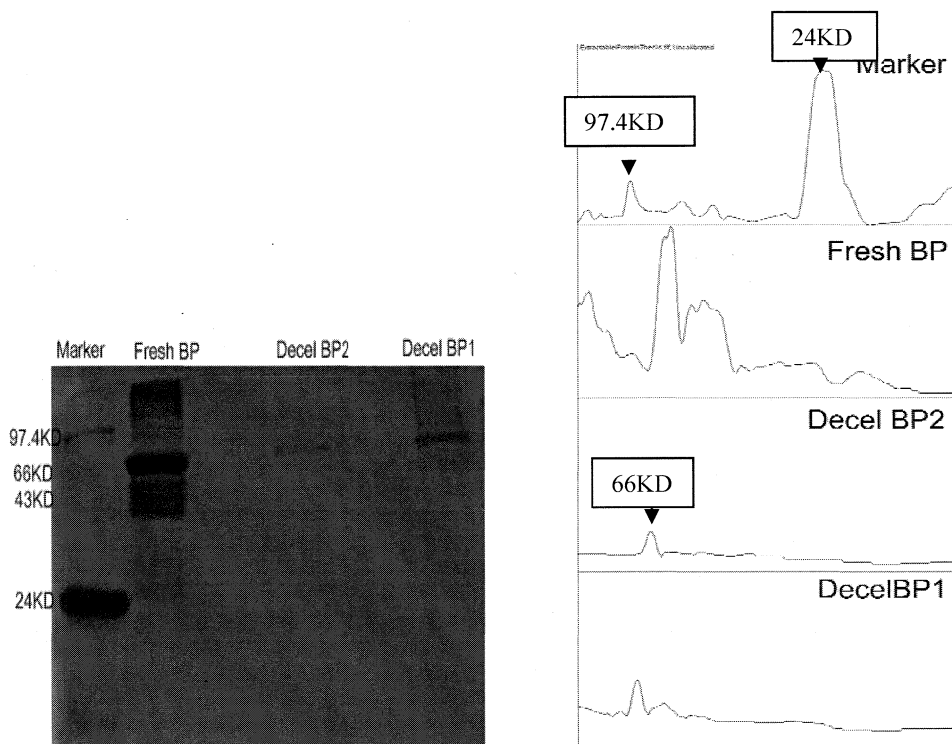 Marker Fresh BP Decel BP2 Decel BP1
97.4KD
66KD
43KD
24KD
24KD
Marker
97.4KD
Fresh BP
Decel BP2
66KD
DecelBP1